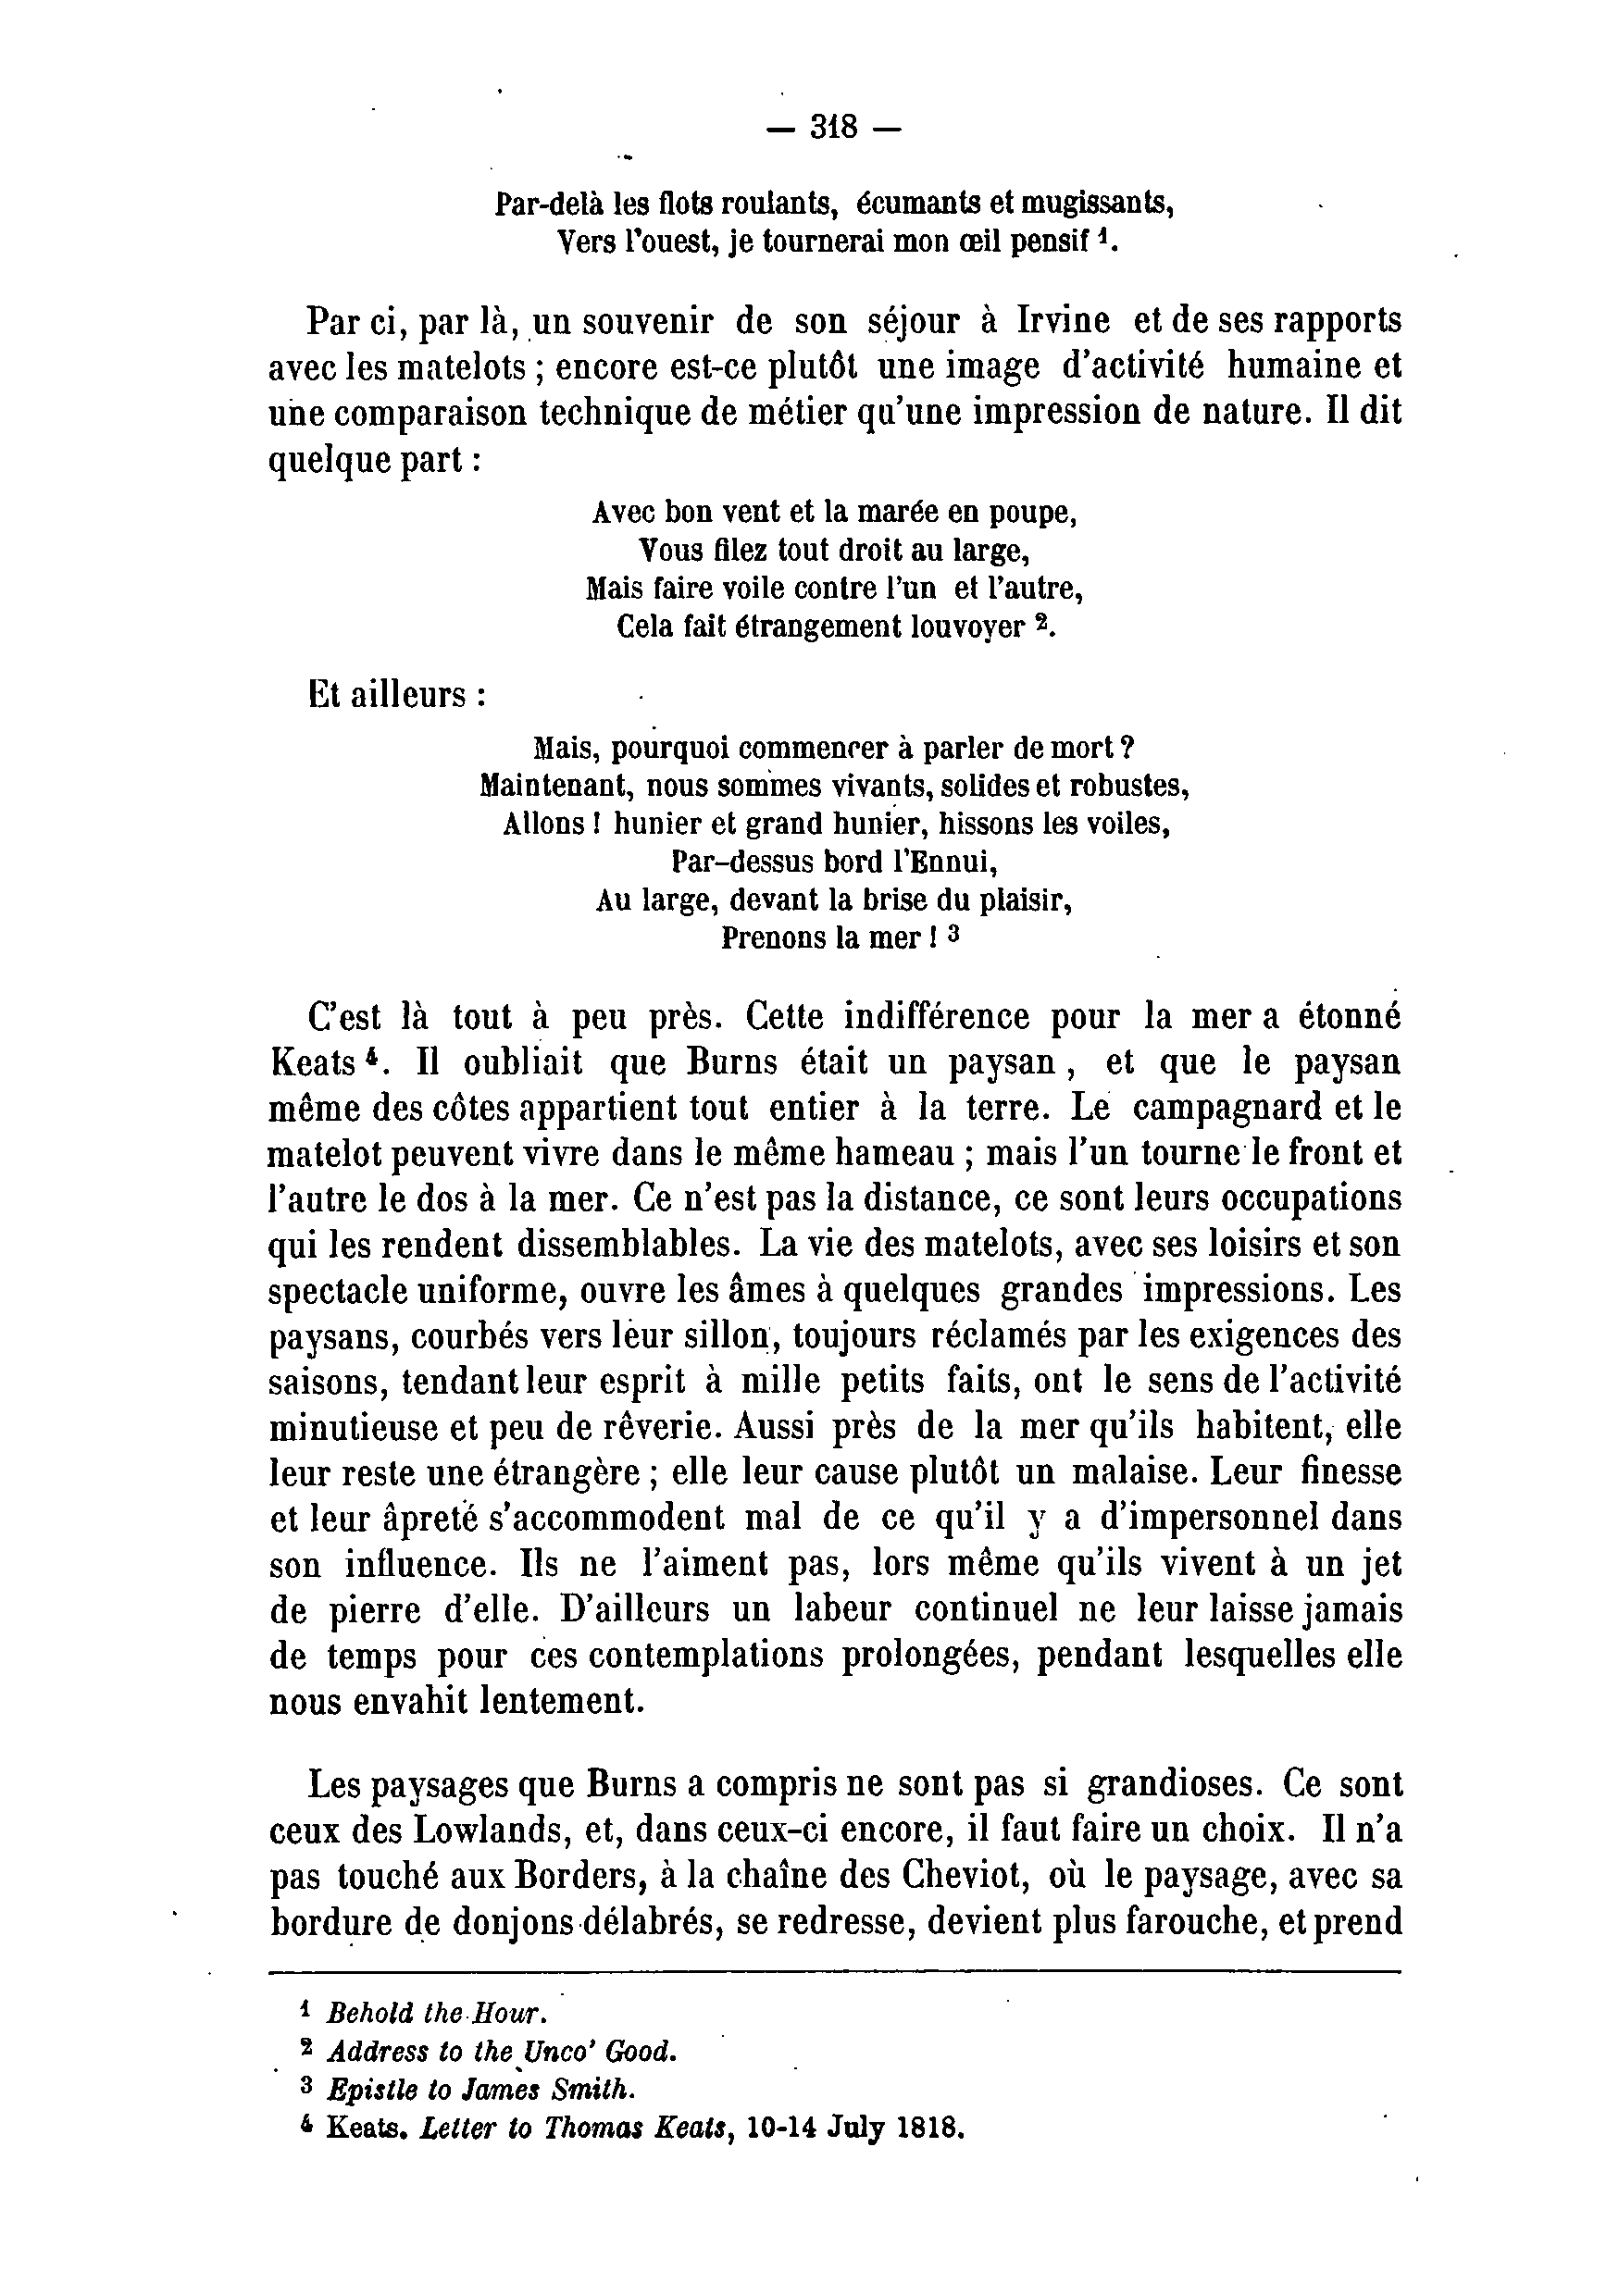 — 318 —
Par-delà les flots roulants, écumants et mugissants,
Vers l'ouest, je tournerai mon œil pensif ¹.
Par ci, par là, un souvenir de son séjour à Irvine et de ses rapports
avec les matelots ; encore est-ce plutôt une image d'activité humaine et
une comparaison technique de métier qu'une impression de nature. Il dit
quelque part :
Avec bon vent et la marée en poupe,
Vous filez tout droit au large,
Mais faire voile contre l'un et l'autre,
Cela fait étrangement louvoyer ².
Et ailleurs :
Mais, pourquoi commencer à parler de mort ?
Maintenant, nous sommes vivants, solides et robustes,
Allons ! hunier et grand hunier, hissons les voiles,
Par-dessus bord l'Ennui,
Au large, devant la brise du plaisir,
Prenons la mer ! ³
C'est là tout à peu près. Cette indifférence pour la mer a étonné
Keats ⁴. Il oubliait que Burns était un paysan, et que le paysan
même des côtes appartient tout entier à la terre. Le campagnard et le
matelot peuvent vivre dans le même hameau ; mais l'un tourne le front et
l'autre le dos à la mer. Ce n'est pas la distance, ce sont leurs occupations
qui les rendent dissemblables. La vie des matelots, avec ses loisirs et son
spectacle uniforme, ouvre les âmes à quelques grandes impressions. Les
paysans, courbés vers leur sillon, toujours réclamés par les exigences des
saisons, tendant leur esprit à mille petits faits, ont le sens de l'activité
minutieuse et peu de rêverie. Aussi près de la mer qu'ils habitent, elle
leur reste une étrangère ; elle leur cause plutôt un malaise. Leur finesse
et leur âpreté s'accommodent mal de ce qu'il y a d'impersonnel dans
son influence. Ils ne l'aiment pas, lors même qu'ils vivent à un jet
de pierre d'elle. D'ailleurs un labeur continuel ne leur laisse jamais
de temps pour ces contemplations prolongées, pendant lesquelles elle
nous envahit lentement.
Les paysages que Burns a compris ne sont pas si grandioses. Ce sont
ceux des Lowlands, et, dans ceux-ci encore, il faut faire un choix. Il n'a
pas touché aux Borders, à la chaîne des Cheviot, où le paysage, avec sa
bordure de donjons délabrés, se redresse, devient plus farouche, et prend
¹ Behold the Hour.
² Address to the Unco' Good.
³ Epistle to James Smith.
⁴ Keats. Letter to Thomas Keats, 10-14 July 1818.